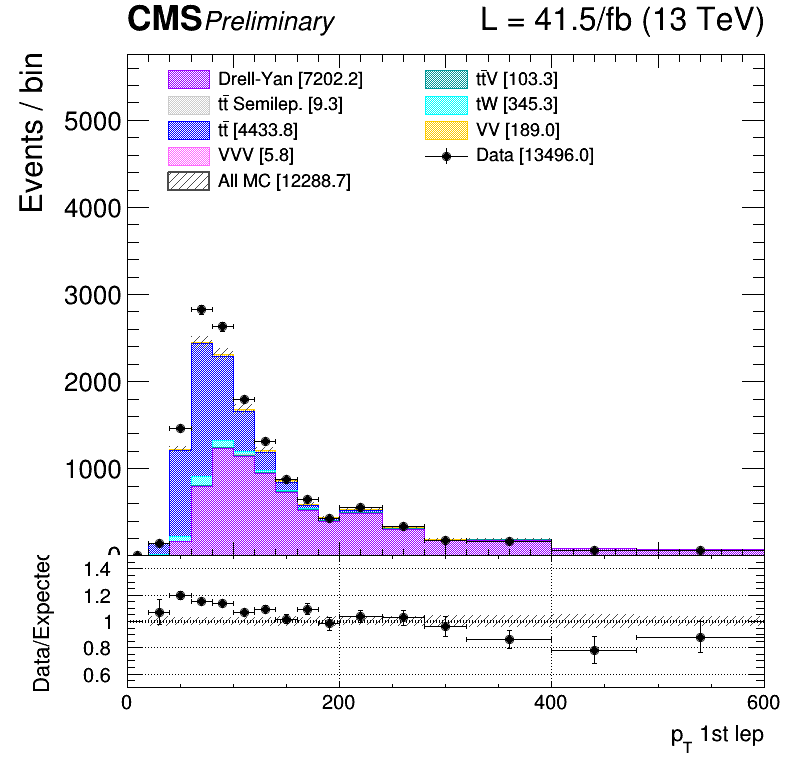 CMS Preliminary L = 41.5/fb (13 TeV)
Events / bin
Drell-Yan [7202.2]
tt̄ Semilep. [9.3]
tt̄ [4433.8]
VVV [5.8]
All MC [12288.7]
tt̄V [103.3]
tW [345.3]
VV [189.0]
Data [13496.0]
5000
4000
3000
2000
1000
0
Data/Expected
1.4
1.2
1
0.8
0.6
0 200 400 600
p_T 1st lep